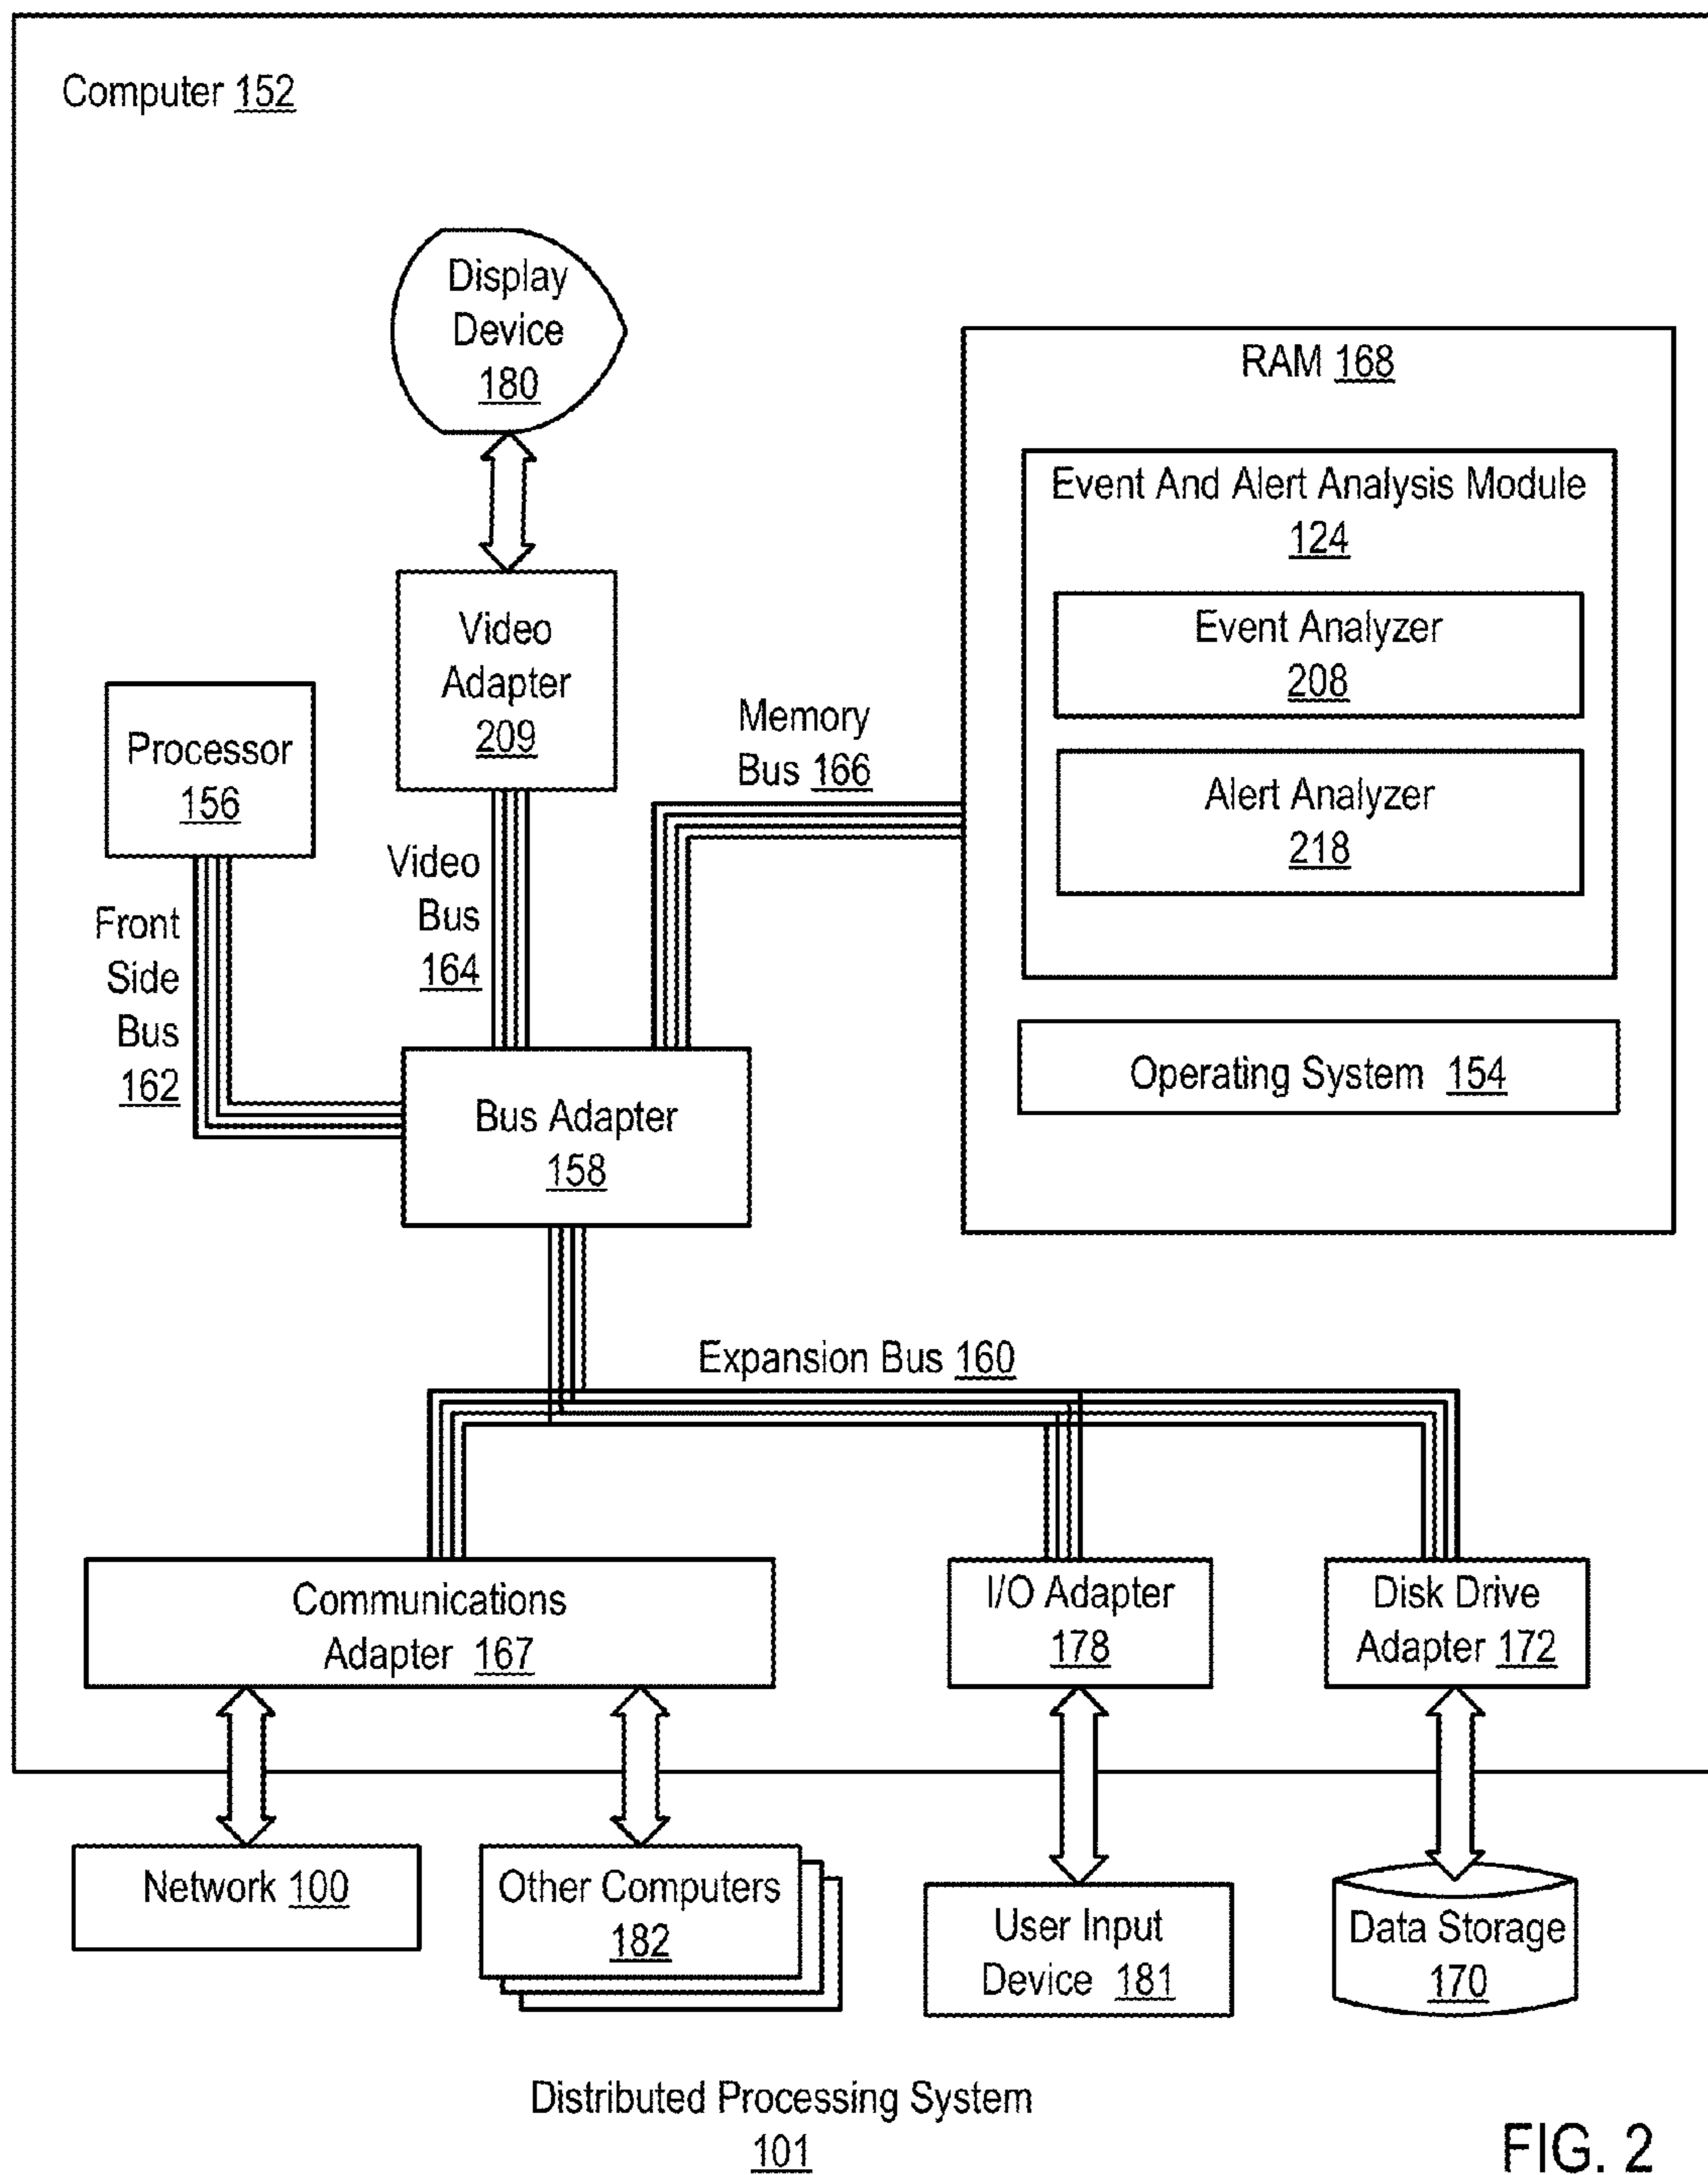 Computer 152
Display
Device
180
RAM 168
Event And Alert Analysis Module
124
Event Analyzer
208
Alert Analyzer
218
Operating System 154
Video
Adapter
209
Memory
Bus 166
Processor
156
Video
Bus
164
Front
Side
Bus
162
Bus Adapter
158
Expansion Bus 160
Communications
Adapter 167
I/O Adapter
178
Disk Drive
Adapter 172
Network 100
Other Computers
182
User Input
Device 181
Data Storage
170
Distributed Processing System
101
FIG. 2